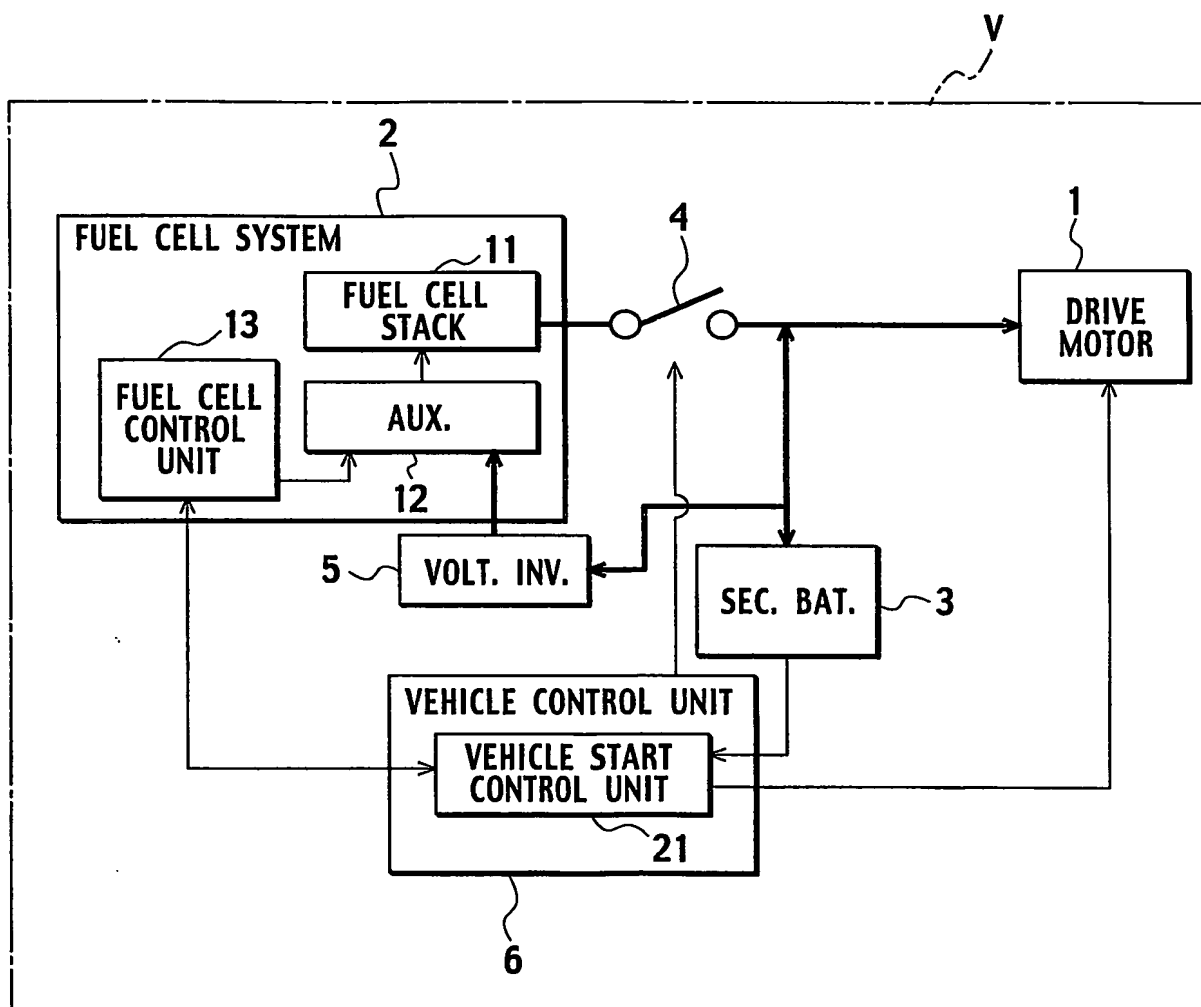 V
2
FUEL CELL SYSTEM
11
FUEL CELL
STACK
4
1
DRIVE
MOTOR
13
FUEL CELL
CONTROL
UNIT
AUX.
12
5
VOLT. INV.
SEC. BAT.
3
VEHICLE CONTROL UNIT
VEHICLE START
CONTROL UNIT
21
6